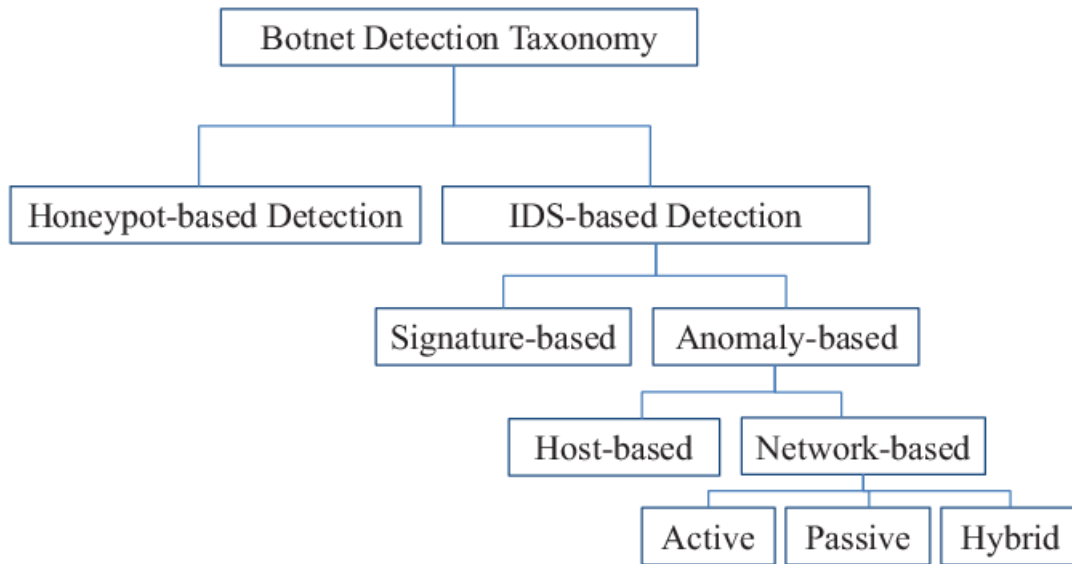 Botnet Detection Taxonomy
Honeypot-based Detection
IDS-based Detection
Signature-based
Anomaly-based
Host-based
Network-based
Active
Passive
Hybrid